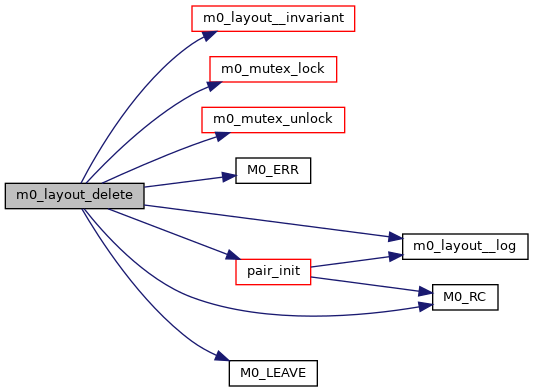 m0_layout__invariant
m0_mutex_lock
m0_mutex_unlock
M0_ERR
m0_layout_delete
m0_layout__log
pair_init
M0_RC
M0_LEAVE